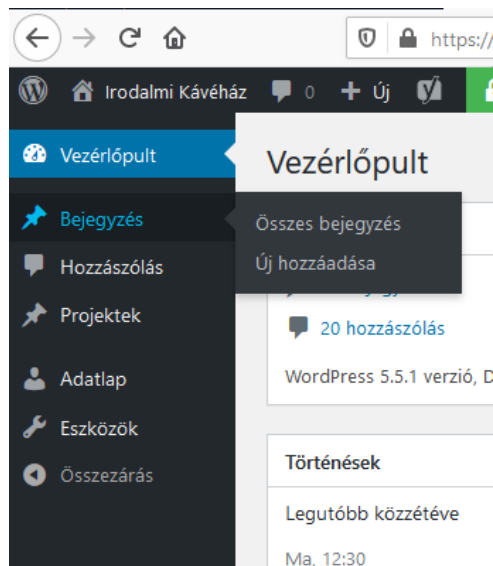 https://
Irodalmi Kávéház 0 + Új
Vezérlőpult
Vezérlőpult
Bejegyzés
Összes bejegyzés
Új hozzáadása
Hozzászólás
Projektek
20 hozzászólás
Adatlap
WordPress 5.5.1 verzió, D
Eszközök
Összezárás
Történések
Legutóbb közzétéve
Ma, 12:30